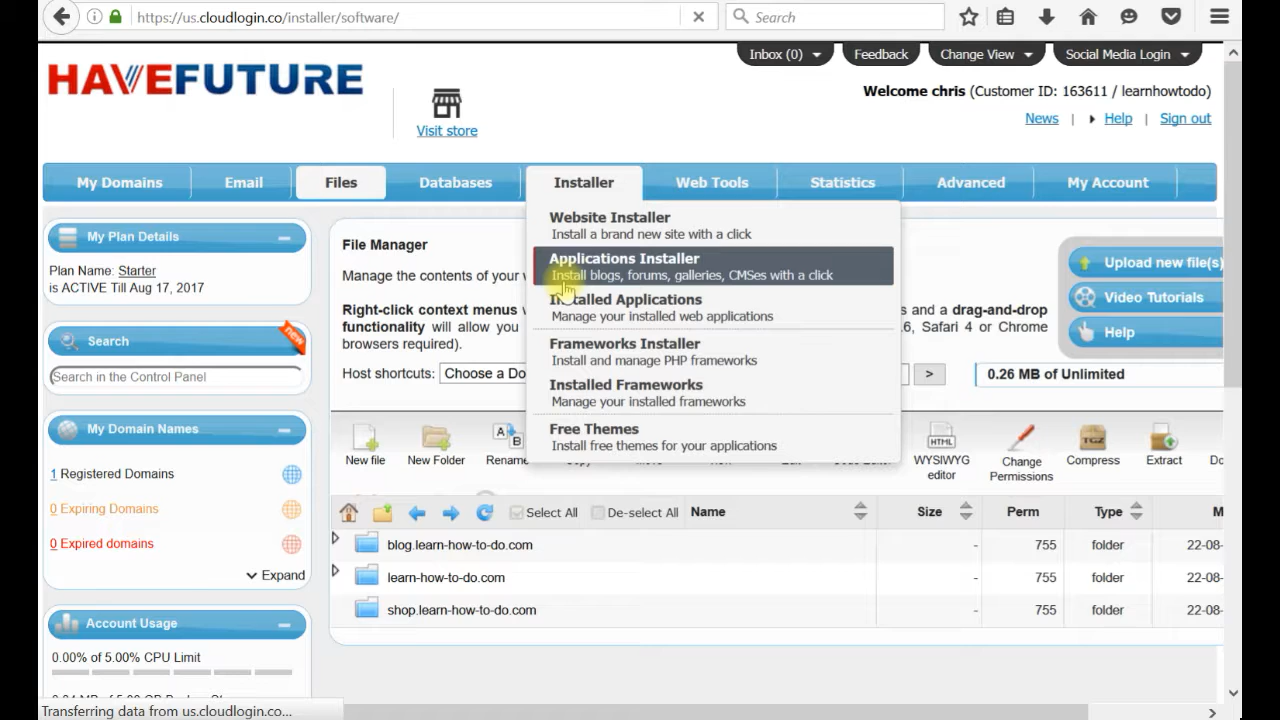 https://us.cloudlogin.co/installer/software/
Search
Inbox (0)
Feedback
Change View
Social Media Login
HAVEFUTURE
Visit store
Welcome chris (Customer ID: 163611 / learnhowtodo)
News | Help | Sign out
My Domains
Email
Files
Databases
Installer
Web Tools
Statistics
Advanced
My Account
Website Installer
Install a brand new site with a click
Applications Installer
Install blogs, forums, galleries, CMSes with a click
Installed Applications
Manage your installed web applications
Frameworks Installer
Install and manage PHP frameworks
Installed Frameworks
Manage your installed frameworks
Free Themes
Install free themes for your applications
My Plan Details
Plan Name: Starter
is ACTIVE Till Aug 17, 2017
Search
new
Search in the Control Panel
My Domain Names
1 Registered Domains
0 Expiring Domains
0 Expired domains
Expand
Account Usage
0.00% of 5.00% CPU Limit
File Manager
Manage the contents of your
Right-click context menus
s and a drag-and-drop
functionality will allow you
6, Safari 4 or Chrome
browsers required).
Host shortcuts:
Choose a Do
>
0.26 MB of Unlimited
Upload new file(s)
Video Tutorials
Help
New file
New Folder
Rename
WYSIWYG
editor
Change
Permissions
Compress
TGZ
HTML
A
B
Extract
Select All
De-select All
Name
Size
Perm
Type
M
blog.learn-how-to-do.com
-
755
folder
22-08-
learn-how-to-do.com
-
755
folder
22-08-
shop.learn-how-to-do.com
-
755
folder
22-08-
Transferring data from us.cloudlogin.co...